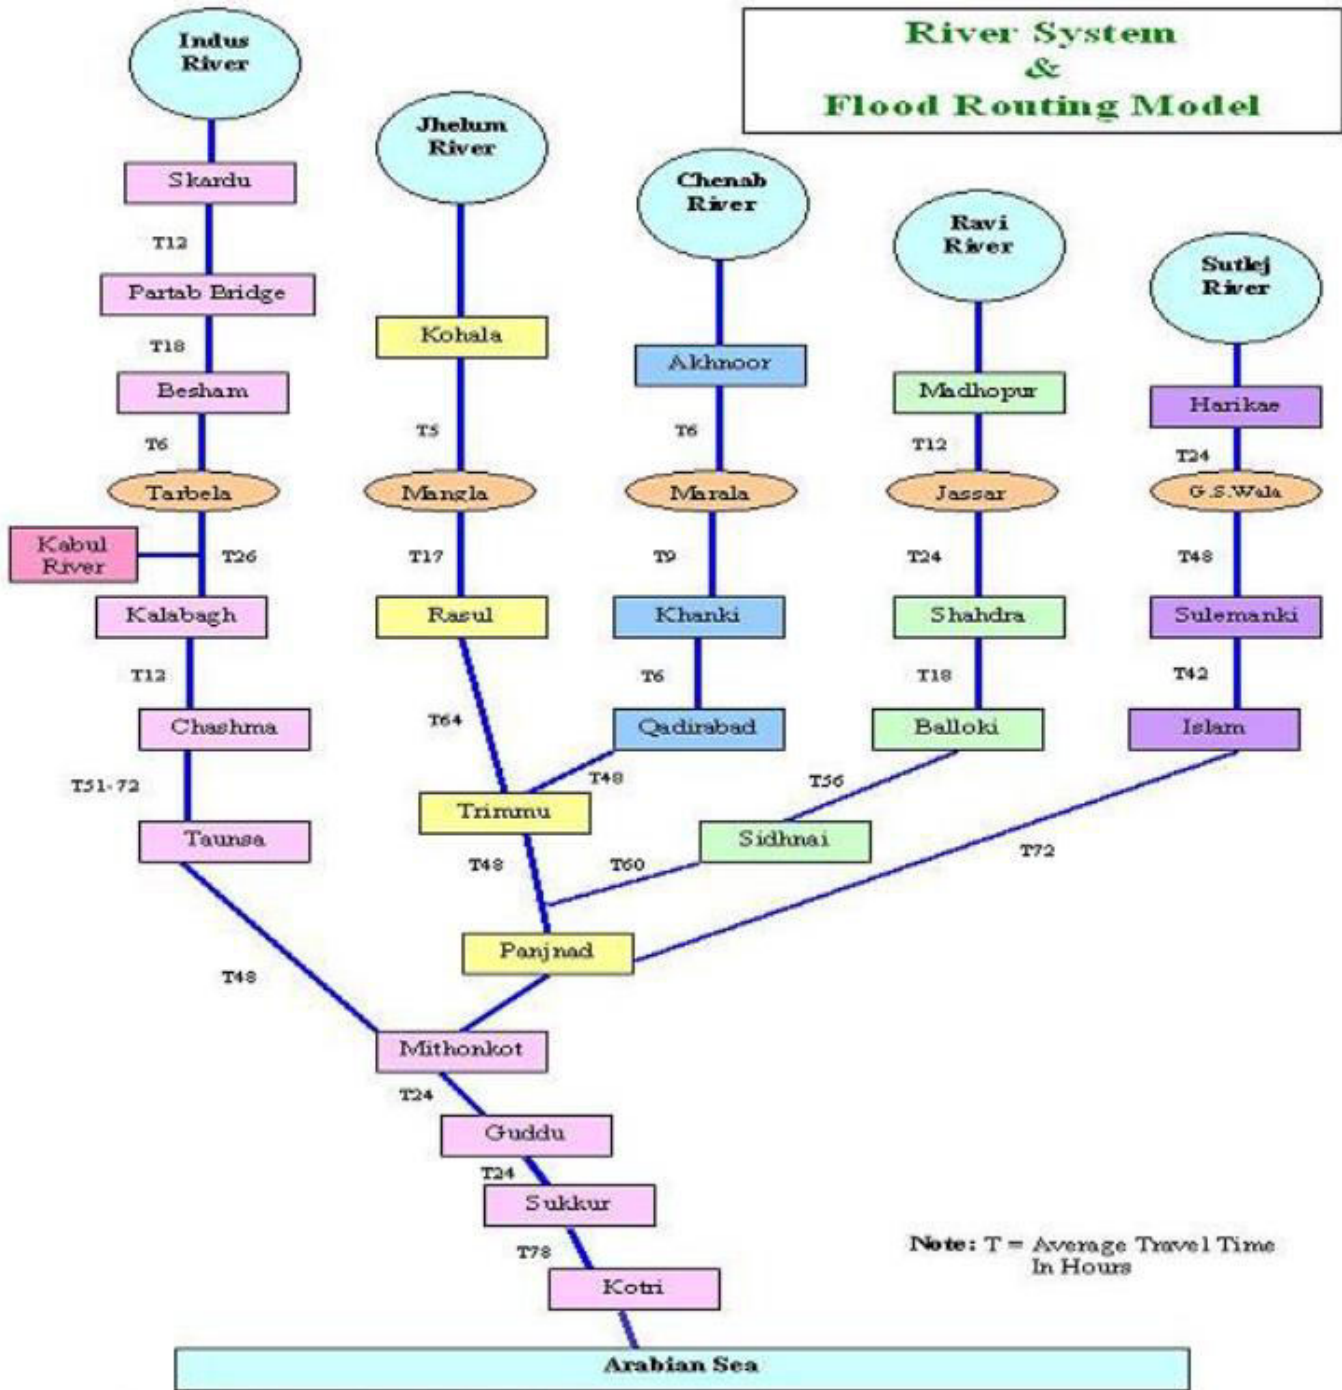 River System
&
Flood Routing Model
Indus
River
Jhelum
River
Chenab
River
Ravi
River
Sutlej
River
Skardu
T12
Partab Bridge
Kohala
T18
Akhnoor
Besham
Madhopur
Harikae
T6
T5
T6
T12
T24
Tarbela
Mangla
Marala
Jassar
G.S.Wala
Kabul
River
T26
T17
T9
T24
T48
Kalabagh
Rasul
Khanki
Shahdra
Sulemanki
T12
T64
T6
T18
T42
Chashma
Qadirabad
Balloki
Islam
T51-72
T48
T56
Taunsa
Trimmu
Sidhnai
T48
T60
T72
Panjnad
T48
Mithonkot
T24
Guddu
T24
Sukkur
T78
Kotri
Note: T = Average Travel Time
In Hours
Arabian Sea